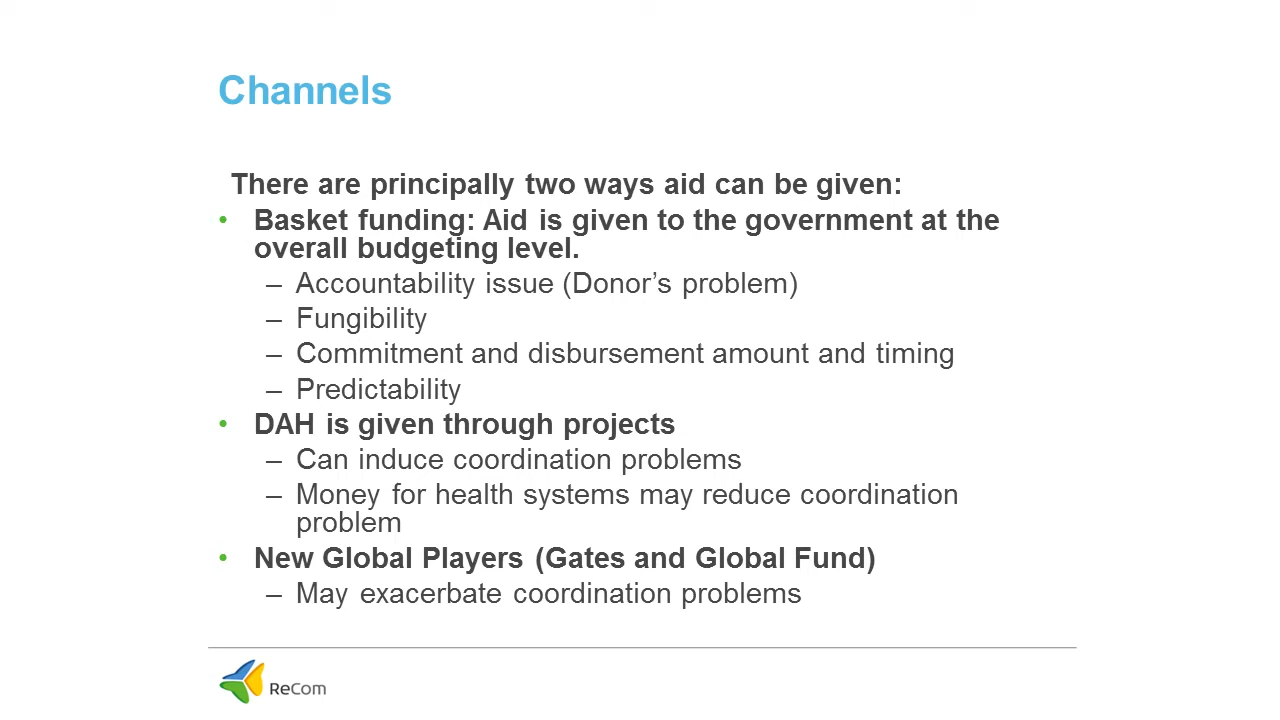 Channels
There are principally two ways aid can be given:
• Basket funding: Aid is given to the government at the
overall budgeting level.
– Accountability issue (Donor’s problem)
– Fungibility
– Commitment and disbursement amount and timing
– Predictability
• DAH is given through projects
– Can induce coordination problems
– Money for health systems may reduce coordination
problem
• New Global Players (Gates and Global Fund)
– May exacerbate coordination problems
ReCom